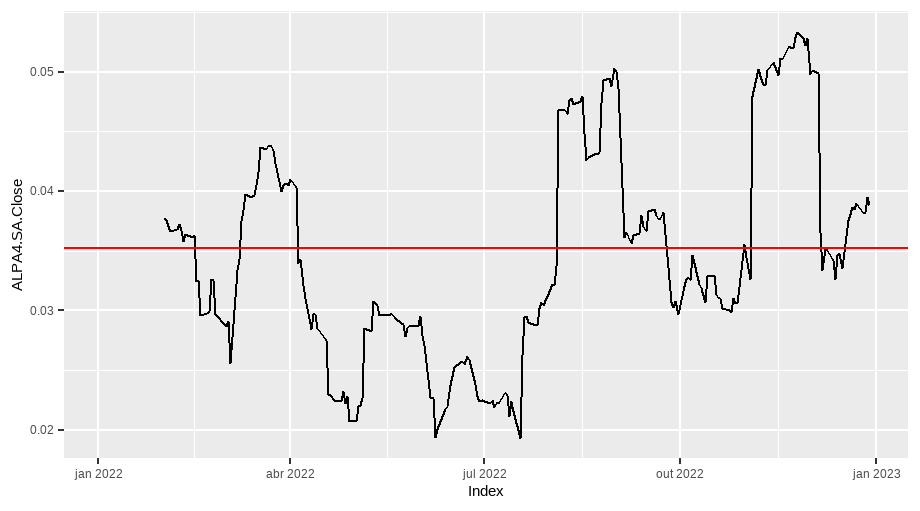 ALPA4.SA.Close
0.05
0.04
0.03
0.02
jan 2022
abr 2022
jul 2022
out 2022
jan 2023
Index